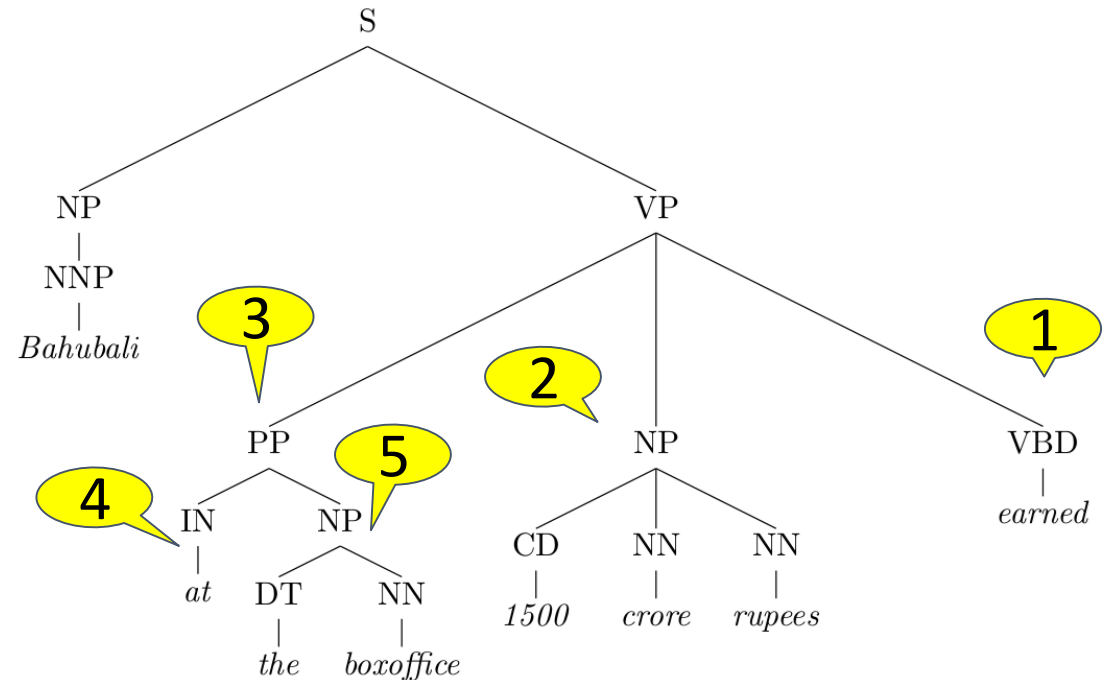 S
NP VP
NNP
Bahubali
3
1
2
PP NP VBD
5
4
IN NP
earned
CD NN NN
at
DT NN
1500 crore rupees
the boxoffice